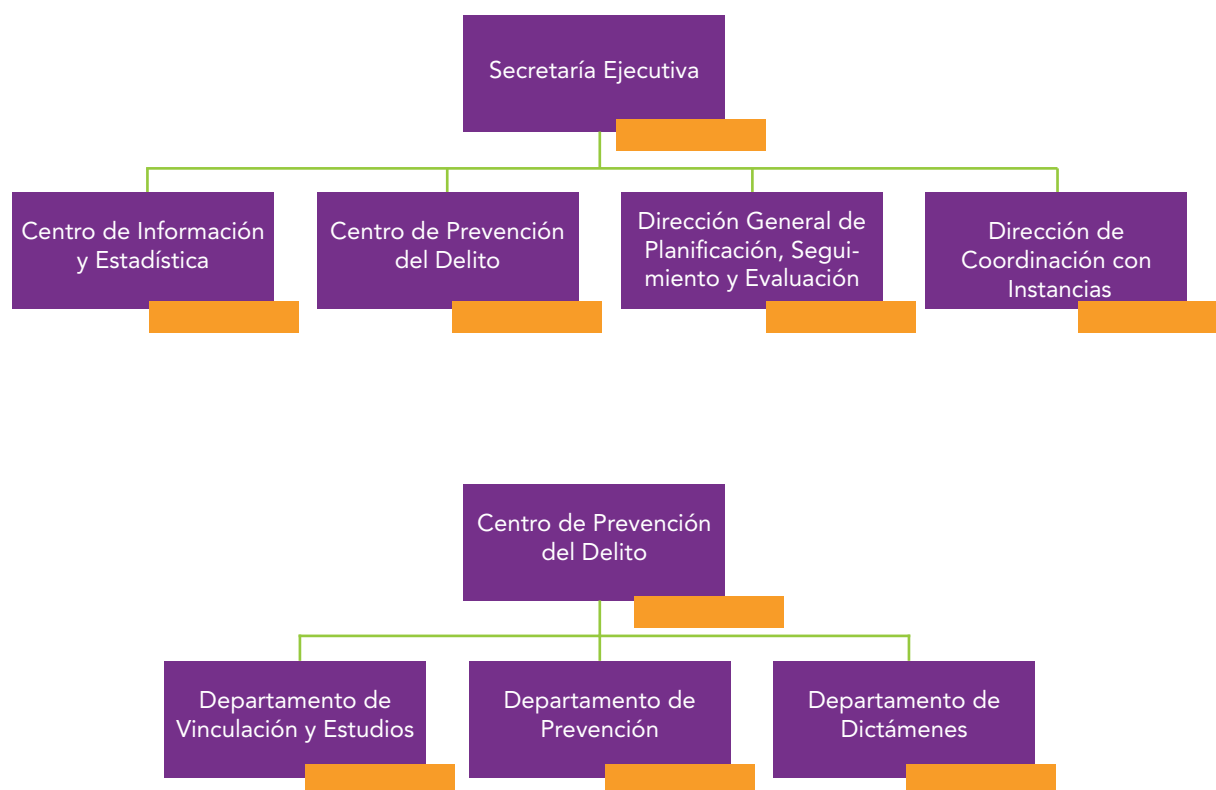 Secretaría Ejecutiva
Centro de Información
y Estadística
Centro de Prevención
del Delito
Dirección General de
Planificación, Segui-
miento y Evaluación
Dirección de
Coordinación con
Instancias
Centro de Prevención
del Delito
Departamento de
Vinculación y Estudios
Departamento de
Prevención
Departamento de
Dictámenes